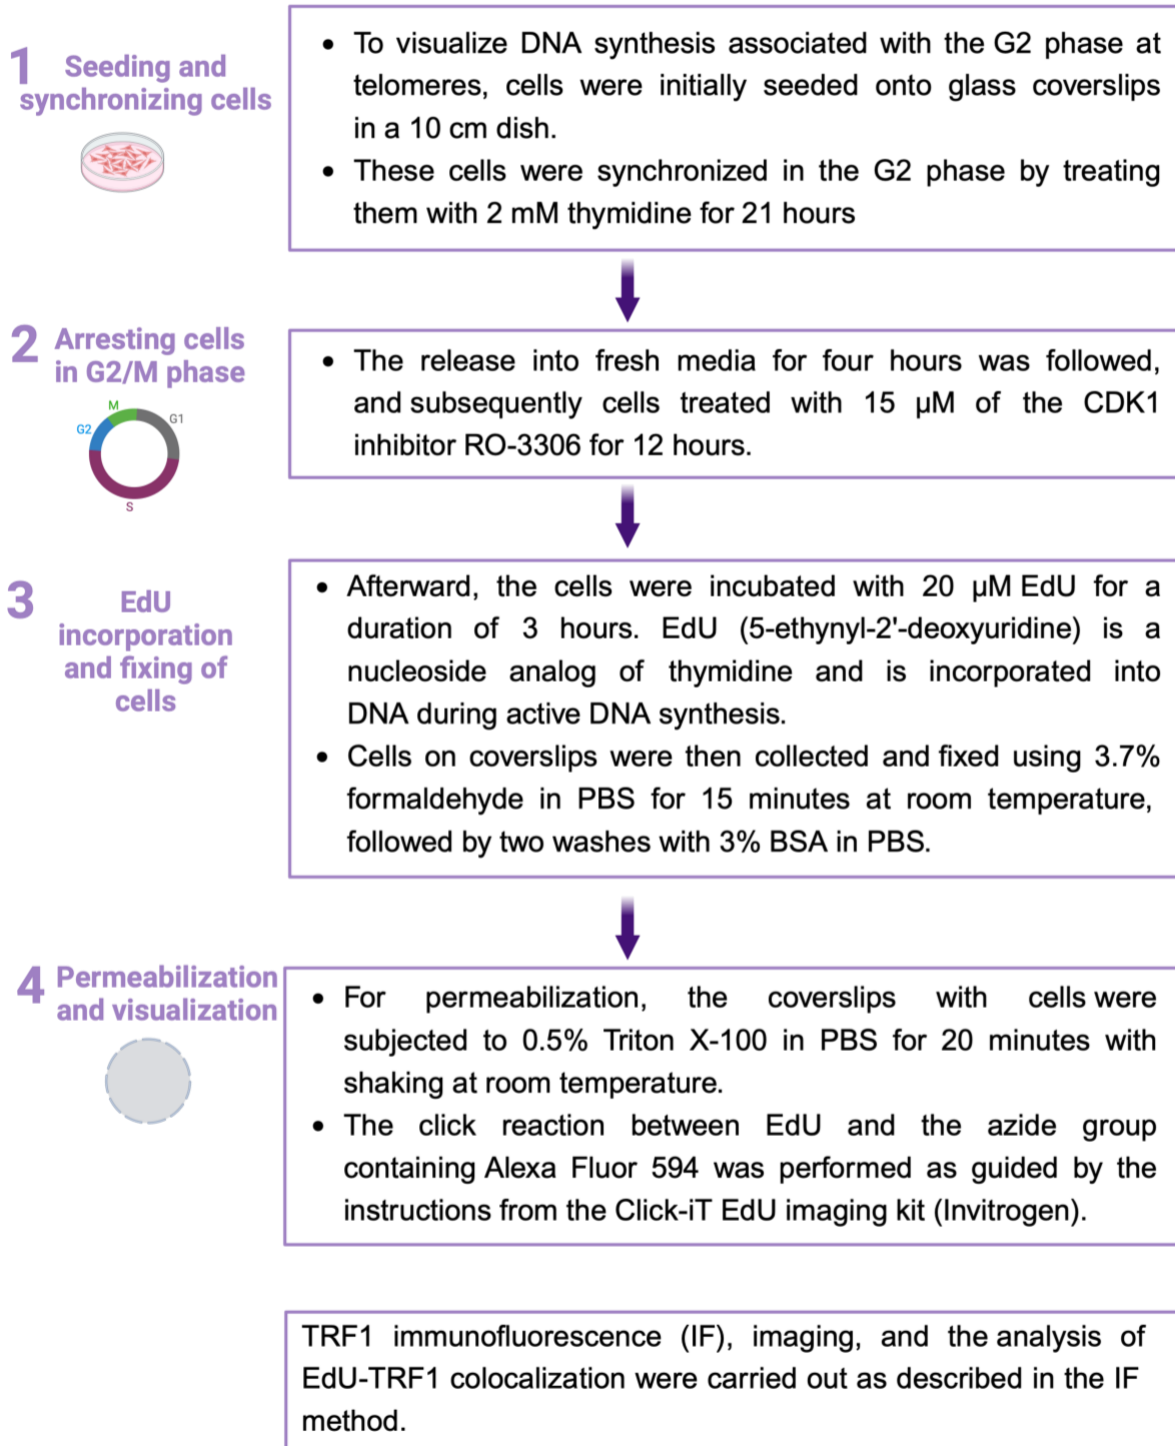 1 Seeding and
synchronizing cells
• To visualize DNA synthesis associated with the G2 phase at
telomeres, cells were initially seeded onto glass coverslips
in a 10 cm dish.
• These cells were synchronized in the G2 phase by treating
them with 2 mM thymidine for 21 hours
2 Arresting cells
in G2/M phase
M
G1
G2
S
• The release into fresh media for four hours was followed,
and subsequently cells treated with 15 μM of the CDK1
inhibitor RO-3306 for 12 hours.
3 EdU
incorporation
and fixing of
cells
• Afterward, the cells were incubated with 20 μM EdU for a
duration of 3 hours. EdU (5-ethynyl-2'-deoxyuridine) is a
nucleoside analog of thymidine and is incorporated into
DNA during active DNA synthesis.
• Cells on coverslips were then collected and fixed using 3.7%
formaldehyde in PBS for 15 minutes at room temperature,
followed by two washes with 3% BSA in PBS.
4 Permeabilization
and visualization
• For permeabilization, the coverslips with cells were
subjected to 0.5% Triton X-100 in PBS for 20 minutes with
shaking at room temperature.
• The click reaction between EdU and the azide group
containing Alexa Fluor 594 was performed as guided by the
instructions from the Click-iT EdU imaging kit (Invitrogen).
TRF1 immunofluorescence (IF), imaging, and the analysis of
EdU-TRF1 colocalization were carried out as described in the IF
method.